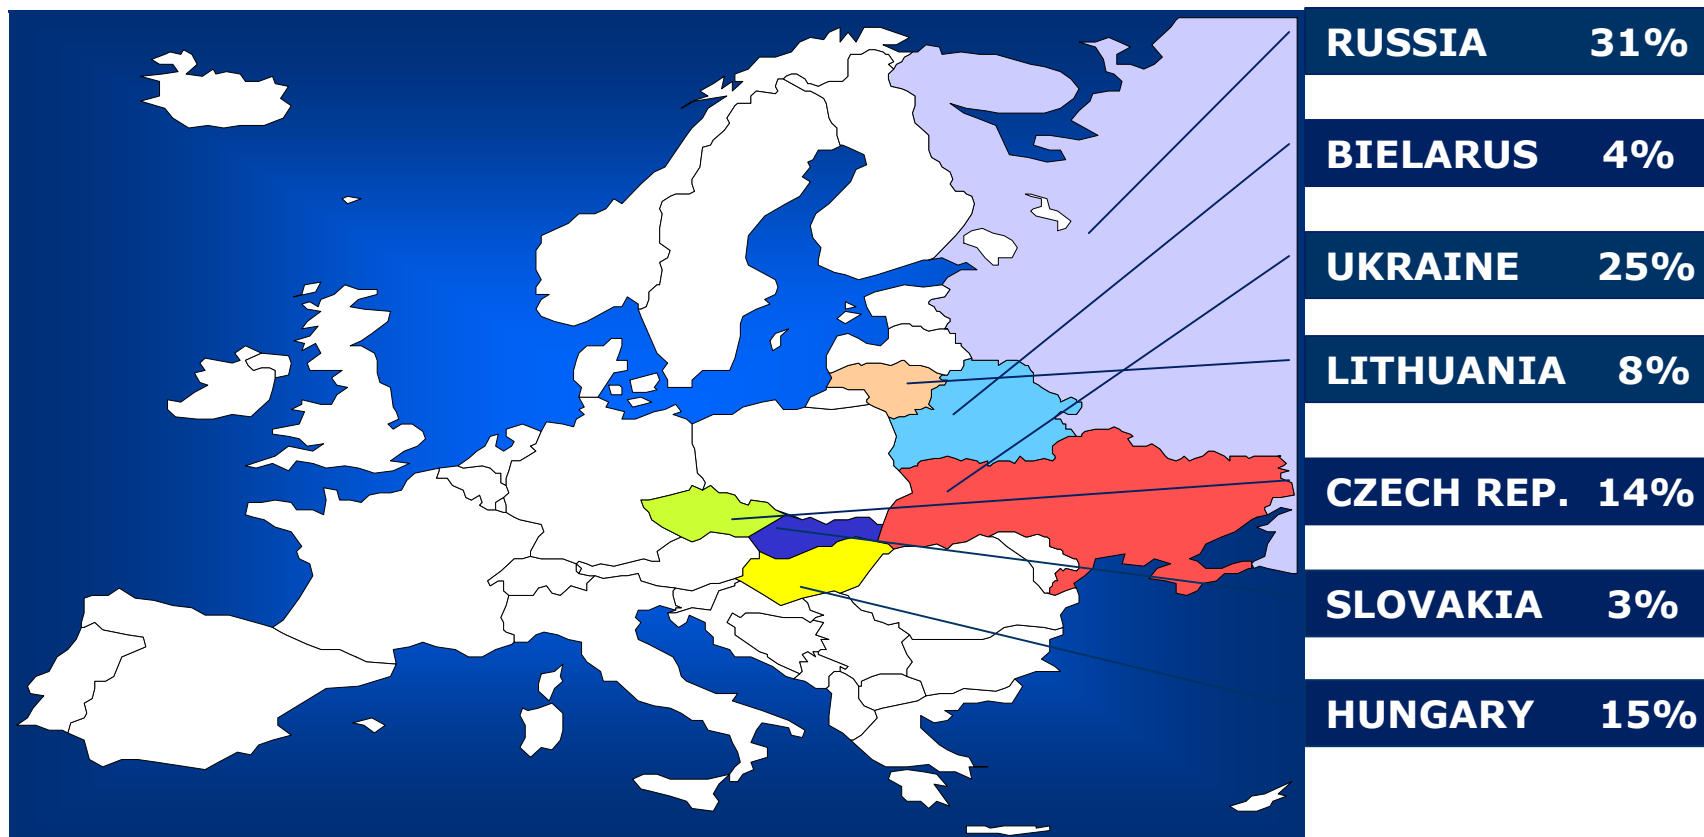 RUSSIA 31%
BIELARUS 4%
UKRAINE 25%
LITHUANIA 8%
CZECH REP. 14%
SLOVAKIA 3%
HUNGARY 15%